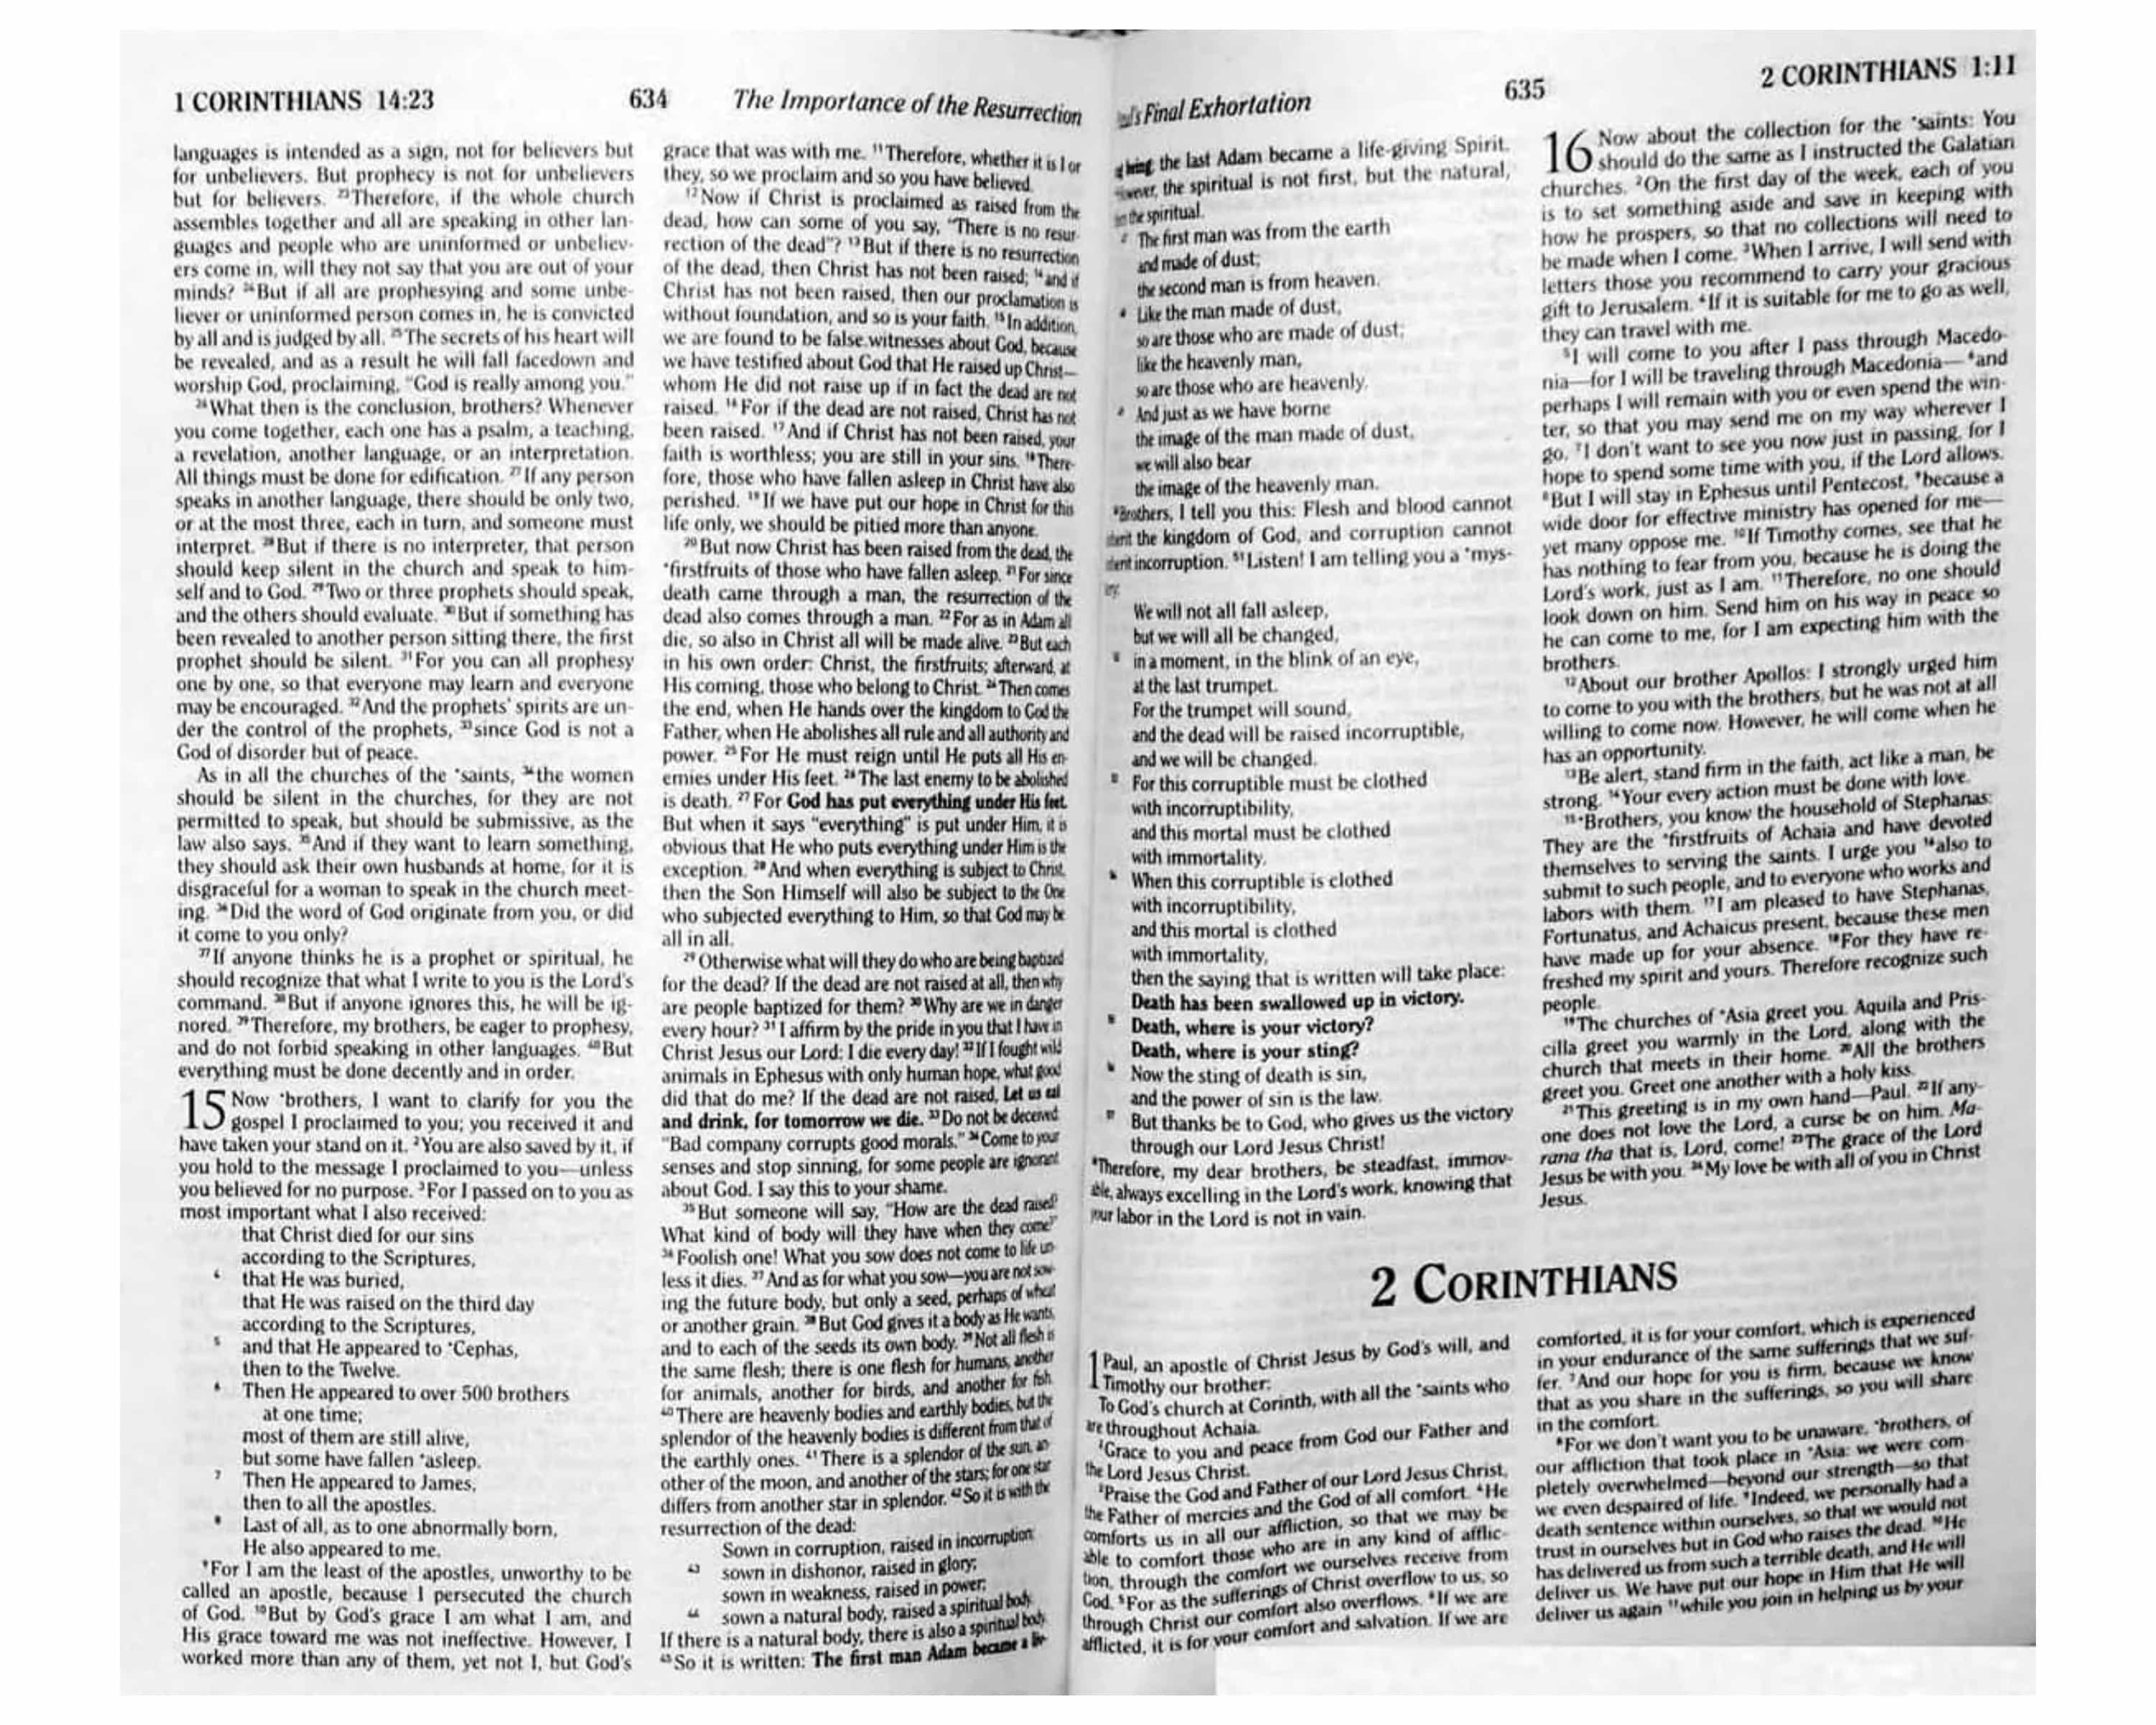 1 CORINTHIANS 14:23
634
The Importance of the Resurrection
languages is intended as a sign, not for believers but
for unbelievers. But prophecy is not for unbelievers
but for believers. 23Therefore, if the whole church
assembles together and all are speaking in other lan-
guages and people who are uninformed or unbeliev-
ers come in, will they not say that you are out of your
minds? 24But if all are prophesying and some unbe-
liever or uninformed person comes in, he is convicted
by all and is judged by all. 25The secrets of his heart will
be revealed, and as a result he will fall facedown and
worship God, proclaiming, "God is really among you."
26What then is the conclusion, brothers? Whenever
you come together, each one has a psalm, a teaching,
a revelation, another language, or an interpretation.
All things must be done for edification. 27If any person
speaks in another language, there should be only two,
or at the most three, each in turn, and someone must
interpret. 28But if there is no interpreter, that person
should keep silent in the church and speak to him-
self and to God. 29Two or three prophets should speak,
and the others should evaluate. 30But if something has
been revealed to another person sitting there, the first
prophet should be silent. 31For you can all prophesy
one by one, so that everyone may learn and everyone
may be encouraged. 32And the prophets' spirits are un-
der the control of the prophets, 33since God is not a
God of disorder but of peace.
As in all the churches of the •saints, 34the women
should be silent in the churches, for they are not
permitted to speak, but should be submissive, as the
law also says. 35And if they want to learn something,
they should ask their own husbands at home, for it is
disgraceful for a woman to speak in the church meet-
ing. 36Did the word of God originate from you, or did
it come to you only?
37If anyone thinks he is a prophet or spiritual, he
should recognize that what I write to you is the Lord's
command. 38But if anyone ignores this, he will be ig-
nored. 39Therefore, my brothers, be eager to prophesy,
and do not forbid speaking in other languages. 40But
everything must be done decently and in order.
15 Now •brothers, I want to clarify for you the
gospel I proclaimed to you; you received it and
have taken your stand on it. 2You are also saved by it, if
you hold to the message I proclaimed to you—unless
you believed for no purpose. 3For I passed on to you as
most important what I also received:
that Christ died for our sins
according to the Scriptures,
4 that He was buried,
that He was raised on the third day
according to the Scriptures,
5 and that He appeared to •Cephas,
then to the Twelve.
6 Then He appeared to over 500 brothers
at one time;
most of them are still alive,
but some have fallen •asleep.
7 Then He appeared to James,
then to all the apostles.
8 Last of all, as to one abnormally born,
He also appeared to me.
9For I am the least of the apostles, unworthy to be
called an apostle, because I persecuted the church
of God. 10But by God's grace I am what I am, and
His grace toward me was not ineffective. However, I
worked more than any of them, yet not I, but God's
grace that was with me. 11Therefore, whether it is I or
they, so we proclaim and so you have believed.
12Now if Christ is proclaimed as raised from the
dead, how can some of you say, "There is no resur-
rection of the dead"? 13But if there is no resurrection
of the dead, then Christ has not been raised; 14and if
Christ has not been raised, then our proclamation is
without foundation, and so is your faith. 15In addition,
we are found to be false witnesses about God, because
we have testified about God that He raised up Christ—
whom He did not raise up if in fact the dead are not
raised. 16For if the dead are not raised, Christ has not
been raised. 17And if Christ has not been raised, your
faith is worthless; you are still in your sins. 18There-
fore, those who have fallen asleep in Christ have also
perished. 19If we have put our hope in Christ for this
life only, we should be pitied more than anyone.
20But now Christ has been raised from the dead, the
•firstfruits of those who have fallen asleep. 21For since
death came through a man, the resurrection of the
dead also comes through a man. 22For as in Adam all
die, so also in Christ all will be made alive. 23But each
in his own order: Christ, the firstfruits; afterward, at
His coming, those who belong to Christ. 24Then comes
the end, when He hands over the kingdom to God the
Father, when He abolishes all rule and all authority and
power. 25For He must reign until He puts all His en-
emies under His feet. 26The last enemy to be abolished
is death. 27For God has put everything under His feet.
But when it says "everything" is put under Him, it is
obvious that He who puts everything under Him is the
exception. 28And when everything is subject to Christ,
then the Son Himself will also be subject to the One
who subjected everything to Him, so that God may be
all in all.
29Otherwise what will they do who are being baptized
for the dead? If the dead are not raised at all, then why
are people baptized for them? 30Why are we in danger
every hour? 31I affirm by the pride in you that I have in
Christ Jesus our Lord: I die every day! 32If I fought wild
animals in Ephesus with only human hope, what good
did that do me? If the dead are not raised, Let us eat
and drink, for tomorrow we die. 33Do not be deceived:
"Bad company corrupts good morals." 34Come to your
senses and stop sinning, for some people are ignorant
about God. I say this to your shame.
35But someone will say, "How are the dead raised?
What kind of body will they have when they come?"
36Foolish one! What you sow does not come to life un-
less it dies. 37And as for what you sow—you are not sow-
ing the future body, but only a seed, perhaps of wheat
or another grain. 38But God gives it a body as He wants,
and to each of the seeds its own body. 39Not all flesh is
the same flesh; there is one flesh for humans, another
for animals, another for birds, and another for fish.
40There are heavenly bodies and earthly bodies, but the
splendor of the heavenly bodies is different from that of
the earthly ones. 41There is a splendor of the sun, an-
other of the moon, and another of the stars; for one star
differs from another star in splendor. 42So it is with the
resurrection of the dead:
Sown in corruption, raised in incorruption;
43 sown in dishonor, raised in glory;
sown in weakness, raised in power;
44 sown a natural body, raised a spiritual body.
If there is a natural body, there is also a spiritual body.
45So it is written: The first man Adam became a liv-
's Final Exhortation
635
2 CORINTHIANS 1:11
being; the last Adam became a life-giving Spirit.
the spiritual is not first, but the natural,
the spiritual.
The first man was from the earth
and made of dust;
the second man is from heaven.
Like the man made of dust,
so are those who are made of dust;
like the heavenly man,
so are those who are heavenly.
And just as we have borne
the image of the man made of dust,
we will also bear
the image of the heavenly man.
Brothers, I tell you this: Flesh and blood cannot
the kingdom of God, and corruption cannot
incorruption. 51Listen! I am telling you a •mys-
tery:
We will not all fall asleep,
but we will all be changed,
in a moment, in the blink of an eye,
at the last trumpet.
For the trumpet will sound,
and the dead will be raised incorruptible,
and we will be changed.
For this corruptible must be clothed
with incorruptibility,
and this mortal must be clothed
with immortality.
When this corruptible is clothed
with incorruptibility,
and this mortal is clothed
with immortality,
then the saying that is written will take place:
Death has been swallowed up in victory.
Death, where is your victory?
Death, where is your sting?
Now the sting of death is sin,
and the power of sin is the law.
But thanks be to God, who gives us the victory
through our Lord Jesus Christ!
Therefore, my dear brothers, be steadfast, immov-
able, always excelling in the Lord's work, knowing that
your labor in the Lord is not in vain.
16 Now about the collection for the •saints: You
should do the same as I instructed the Galatian
churches. 2On the first day of the week, each of you
is to set something aside and save in keeping with
how he prospers, so that no collections will need to
be made when I come. 3When I arrive, I will send with
letters those you recommend to carry your gracious
gift to Jerusalem. 4If it is suitable for me to go as well,
they can travel with me.
5I will come to you after I pass through Macedo-
nia—for I will be traveling through Macedonia—6and
perhaps I will remain with you or even spend the win-
ter, so that you may send me on my way wherever I
go. 7I don't want to see you now just in passing, for I
hope to spend some time with you, if the Lord allows.
8But I will stay in Ephesus until Pentecost, 9because a
wide door for effective ministry has opened for me—
yet many oppose me. 10If Timothy comes, see that he
has nothing to fear from you, because he is doing the
Lord's work, just as I am. 11Therefore, no one should
look down on him. Send him on his way in peace so
he can come to me, for I am expecting him with the
brothers.
12About our brother Apollos: I strongly urged him
to come to you with the brothers, but he was not at all
willing to come now. However, he will come when he
has an opportunity.
13Be alert, stand firm in the faith, act like a man, be
strong. 14Your every action must be done with love.
15•Brothers, you know the household of Stephanas:
They are the •firstfruits of Achaia and have devoted
themselves to serving the saints. I urge you 16also to
submit to such people, and to everyone who works and
labors with them. 17I am pleased to have Stephanas,
Fortunatus, and Achaicus present, because these men
have made up for your absence. 18For they have re-
freshed my spirit and yours. Therefore recognize such
people.
19The churches of •Asia greet you. Aquila and Pris-
cilla greet you warmly in the Lord, along with the
church that meets in their home. 20All the brothers
greet you. Greet one another with a holy kiss.
21This greeting is in my own hand—Paul. 22If any-
one does not love the Lord, a curse be on him. Ma-
rana tha that is, Lord, come! 23The grace of the Lord
Jesus be with you. 24My love be with all of you in Christ
Jesus.
2 CORINTHIANS
1 Paul, an apostle of Christ Jesus by God's will, and
Timothy our brother:
To God's church at Corinth, with all the •saints who
are throughout Achaia.
2Grace to you and peace from God our Father and
the Lord Jesus Christ.
3Praise the God and Father of our Lord Jesus Christ,
the Father of mercies and the God of all comfort. 4He
comforts us in all our affliction, so that we may be
able to comfort those who are in any kind of afflic-
tion, through the comfort we ourselves receive from
God. 5For as the sufferings of Christ overflow to us, so
through Christ our comfort also overflows. 6If we are
afflicted, it is for your comfort and salvation. If we are
comforted, it is for your comfort, which is experienced
in your endurance of the same sufferings that we suf-
fer. 7And our hope for you is firm, because we know
that as you share in the sufferings, so you will share
in the comfort.
8For we don't want you to be unaware, •brothers, of
our affliction that took place in •Asia: we were com-
pletely overwhelmed—beyond our strength—so that
we even despaired of life. 9Indeed, we personally had a
death sentence within ourselves, so that we would not
trust in ourselves but in God who raises the dead. 10He
has delivered us from such a terrible death, and He will
deliver us. We have put our hope in Him that He will
deliver us again 11while you join in helping us by your